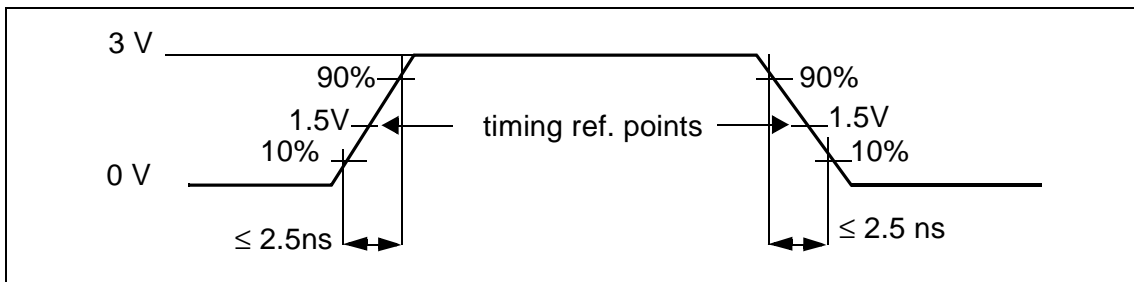 3 V
90% 90%
1.5V timing ref. points 1.5V
10% 10%
0 V
≤ 2.5ns ≤ 2.5 ns